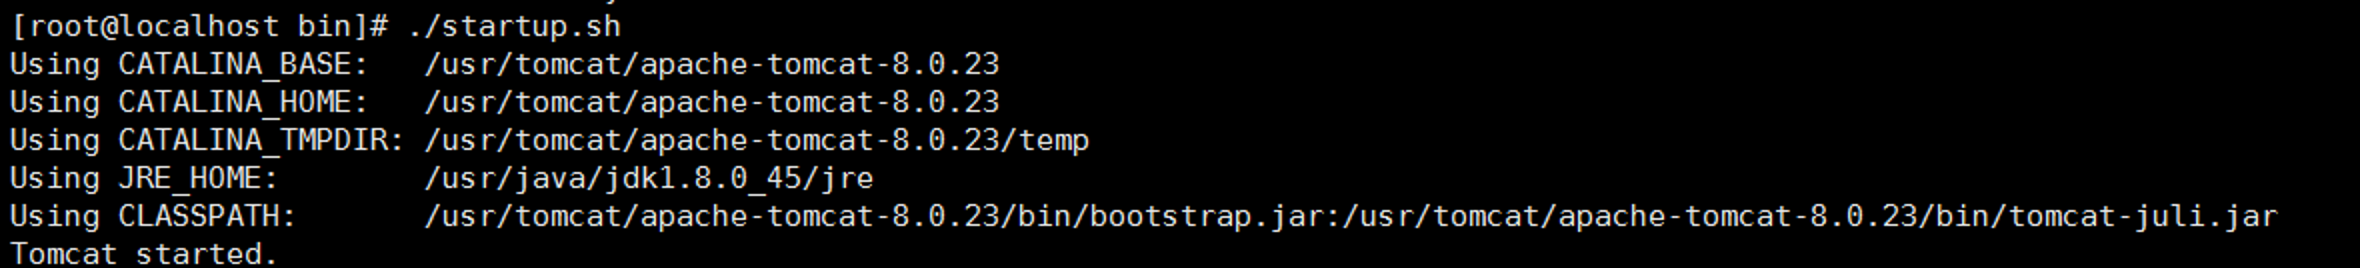 [root@localhost bin]# ./startup.sh
Using CATALINA_BASE:   /usr/tomcat/apache-tomcat-8.0.23
Using CATALINA_HOME:   /usr/tomcat/apache-tomcat-8.0.23
Using CATALINA_TMPDIR: /usr/tomcat/apache-tomcat-8.0.23/temp
Using JRE_HOME:        /usr/java/jdk1.8.0_45/jre
Using CLASSPATH:       /usr/tomcat/apache-tomcat-8.0.23/bin/bootstrap.jar:/usr/tomcat/apache-tomcat-8.0.23/bin/tomcat-juli.jar
Tomcat started.